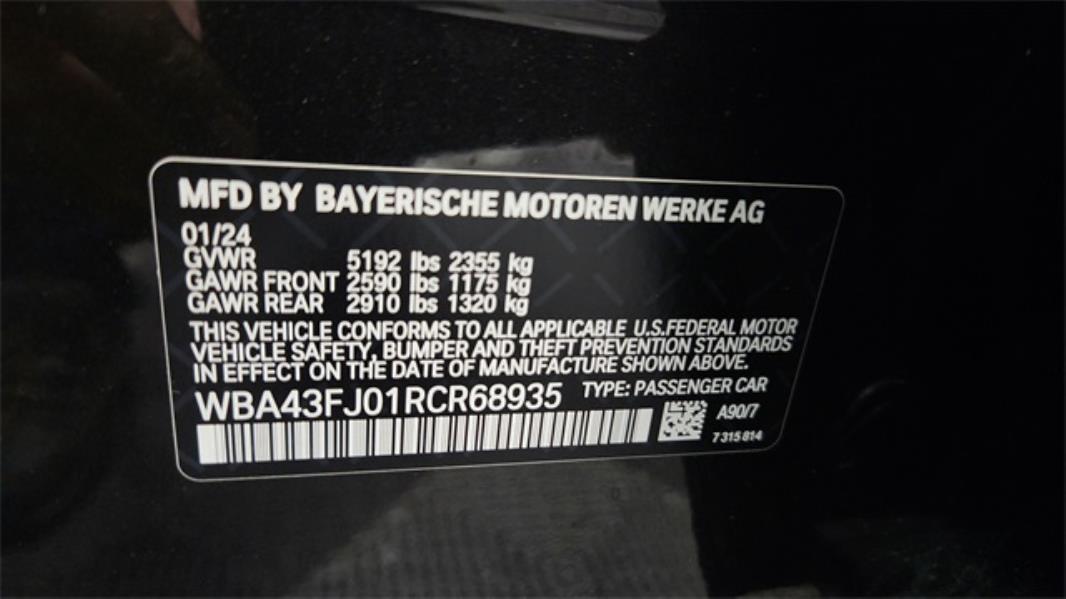 MFD BY BAYERISCHE MOTOREN WERKE AG
01/24
GVWR 5192 lbs 2355 kg
GAWR FRONT 2590 lbs 1175 kg
GAWR REAR 2910 lbs 1320 kg
THIS VEHICLE CONFORMS TO ALL APPLICABLE U.S.FEDERAL MOTOR
VEHICLE SAFETY, BUMPER AND THEFT PREVENTION STANDARDS
IN EFFECT ON THE DATE OF MANUFACTURE SHOWN ABOVE.
WBA43FJ01RCR68935 TYPE: PASSENGER CAR
A90/7
7 315 814